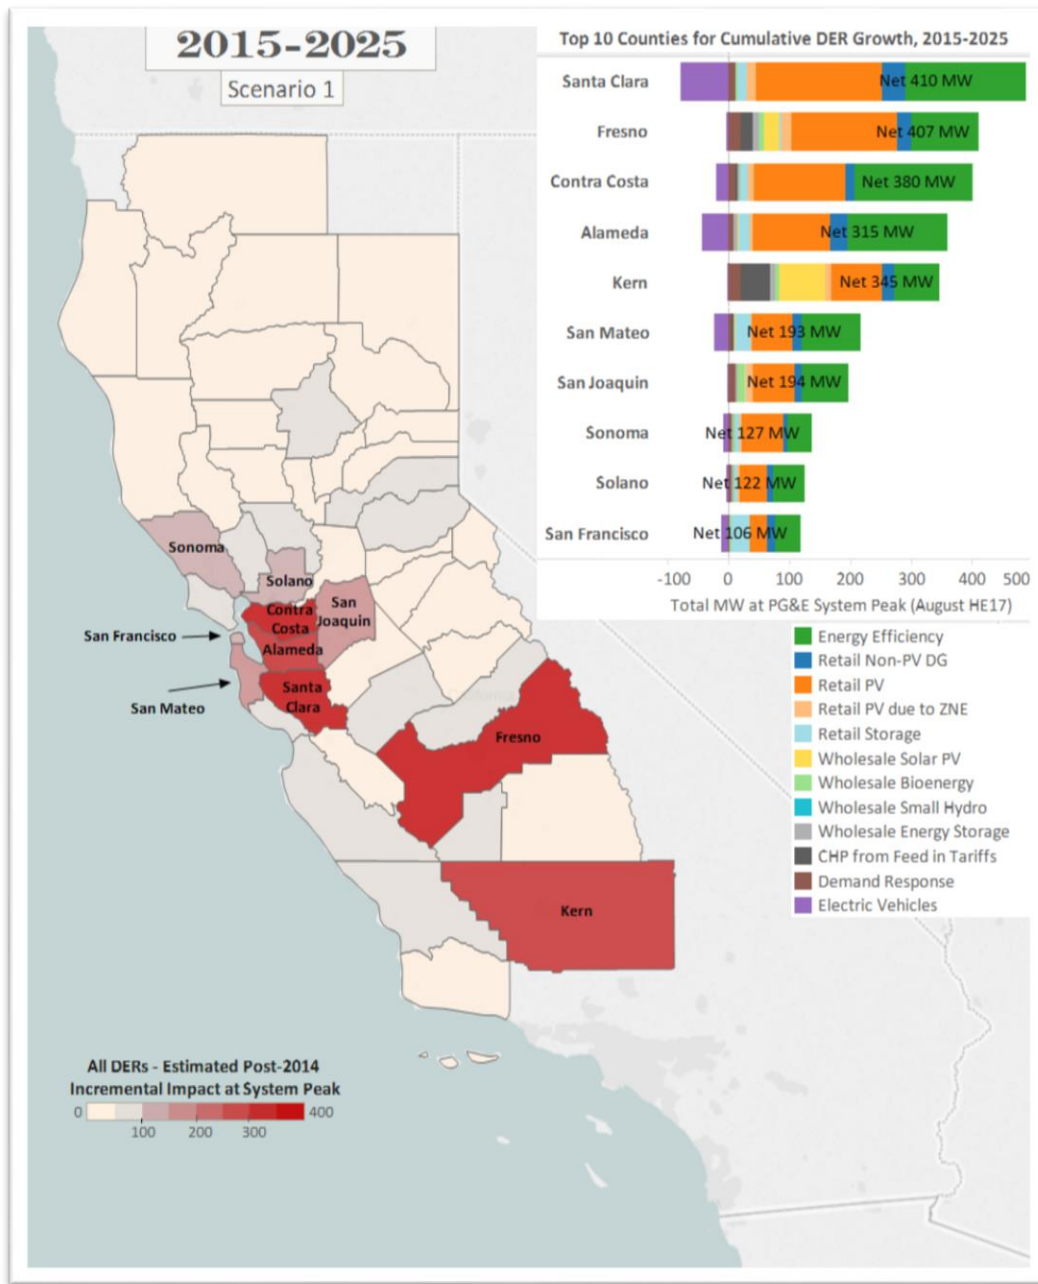 2015-2025
Scenario 1
Top 10 Counties for Cumulative DER Growth, 2015-2025
Santa Clara
Net 410 MW
Fresno
Net 407 MW
Contra Costa
Net 380 MW
Alameda
Net 315 MW
Kern
Net 345 MW
San Mateo
Net 193 MW
San Joaquin
Net 194 MW
Sonoma
Net 127 MW
Solano
Net 122 MW
San Francisco
Net 106 MW
-100 0 100 200 300 400 500
Total MW at PG&E System Peak (August HE17)
Energy Efficiency
Retail Non-PV DG
Retail PV
Retail PV due to ZNE
Retail Storage
Wholesale Solar PV
Wholesale Bioenergy
Wholesale Small Hydro
Wholesale Energy Storage
CHP from Feed in Tariffs
Demand Response
Electric Vehicles
Sonoma
Solano
Contra
Costa
San
Joaquin
San Francisco
Alameda
Santa
Clara
San Mateo
Fresno
Kern
All DERs - Estimated Post-2014
Incremental Impact at System Peak
0 400
100 200 300